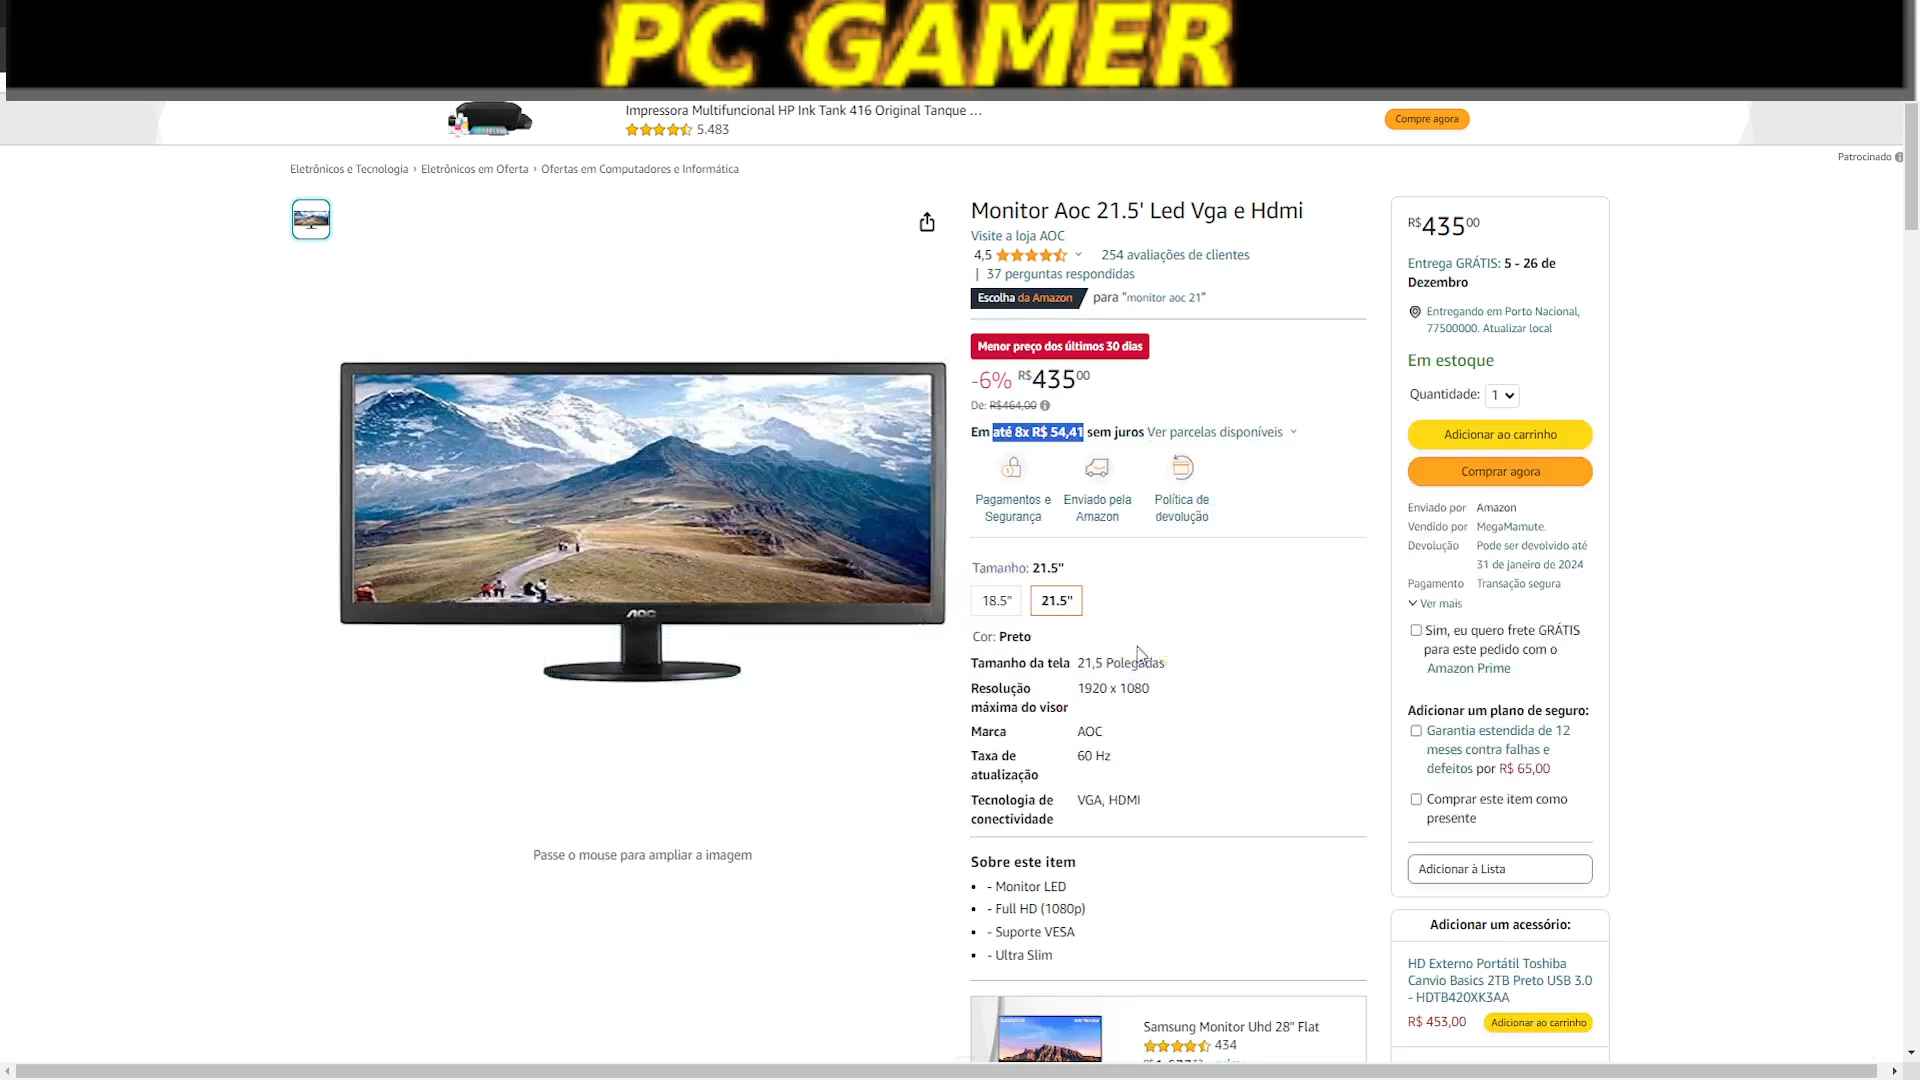 PC GAMER
Impressora Multifuncional HP Ink Tank 416 Original Tanque ...
5.483
Compre agora
Patrocinado
Eletrônicos e Tecnologia › Eletrônicos em Oferta › Ofertas em Computadores e Informática
Monitor Aoc 21.5' Led Vga e Hdmi
Visite a loja AOC
4,5 254 avaliações de clientes
| 37 perguntas respondidas
Escolha da Amazon para "monitor aoc 21"
Menor preço dos últimos 30 dias
-6% R$43500
De: R$464,00
Em até 8x R$ 54,41 sem juros Ver parcelas disponíveis
Pagamentos e Segurança
Enviado pela Amazon
Política de devolução
Tamanho: 21.5"
18.5" 21.5"
Cor: Preto
Tamanho da tela 21,5 Polegadas
Resolução máxima do visor 1920 x 1080
Marca AOC
Taxa de atualização 60 Hz
Tecnologia de conectividade VGA, HDMI
Sobre este item
- Monitor LED
- Full HD (1080p)
- Suporte VESA
- Ultra Slim
Samsung Monitor Uhd 28" Flat
434
AOC
Passe o mouse para ampliar a imagem
R$43500
Entrega GRÁTIS: 5 - 26 de
Dezembro
Entregando em Porto Nacional,
77500000. Atualizar local
Em estoque
Quantidade: 1
Adicionar ao carrinho
Comprar agora
Enviado por Amazon
Vendido por MegaMamute.
Devolução Pode ser devolvido até
31 de janeiro de 2024
Pagamento Transação segura
Ver mais
Sim, eu quero frete GRÁTIS
para este pedido com o
Amazon Prime
Adicionar um plano de seguro:
Garantia estendida de 12
meses contra falhas e
defeitos por R$ 65,00
Comprar este item como
presente
Adicionar à Lista
Adicionar um acessório:
HD Externo Portátil Toshiba
Canvio Basics 2TB Preto USB 3.0
- HDTB420XK3AA
R$ 453,00 Adicionar ao carrinho